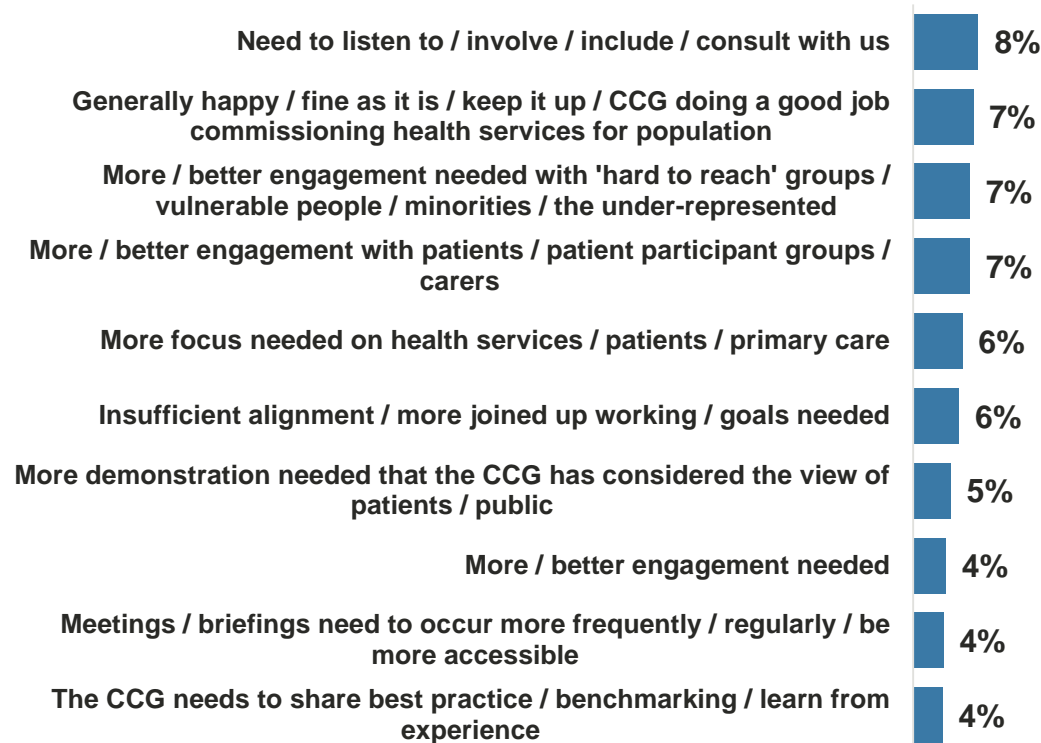 Need to listen to / involve / include / consult with us
8%
Generally happy / fine as it is / keep it up / CCG doing a good job
commissioning health services for population
7%
More / better engagement needed with 'hard to reach' groups /
vulnerable people / minorities / the under-represented
7%
More / better engagement with patients / patient participant groups /
carers
7%
More focus needed on health services / patients / primary care
6%
Insufficient alignment / more joined up working / goals needed
6%
More demonstration needed that the CCG has considered the view of
patients / public
5%
More / better engagement needed
4%
Meetings / briefings need to occur more frequently / regularly / be
more accessible
4%
The CCG needs to share best practice / benchmarking / learn from
experience
4%